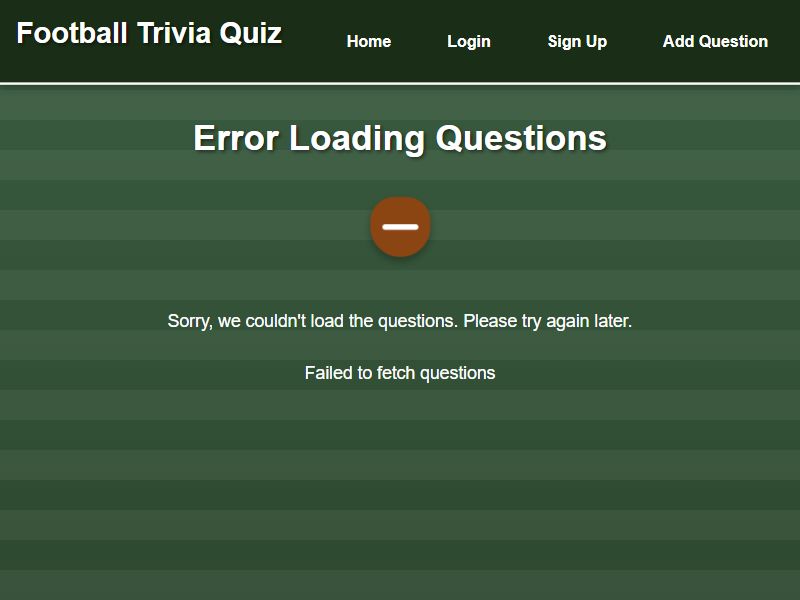 Football Trivia Quiz
Home Login Sign Up Add Question
Error Loading Questions
Sorry, we couldn't load the questions. Please try again later.
Failed to fetch questions